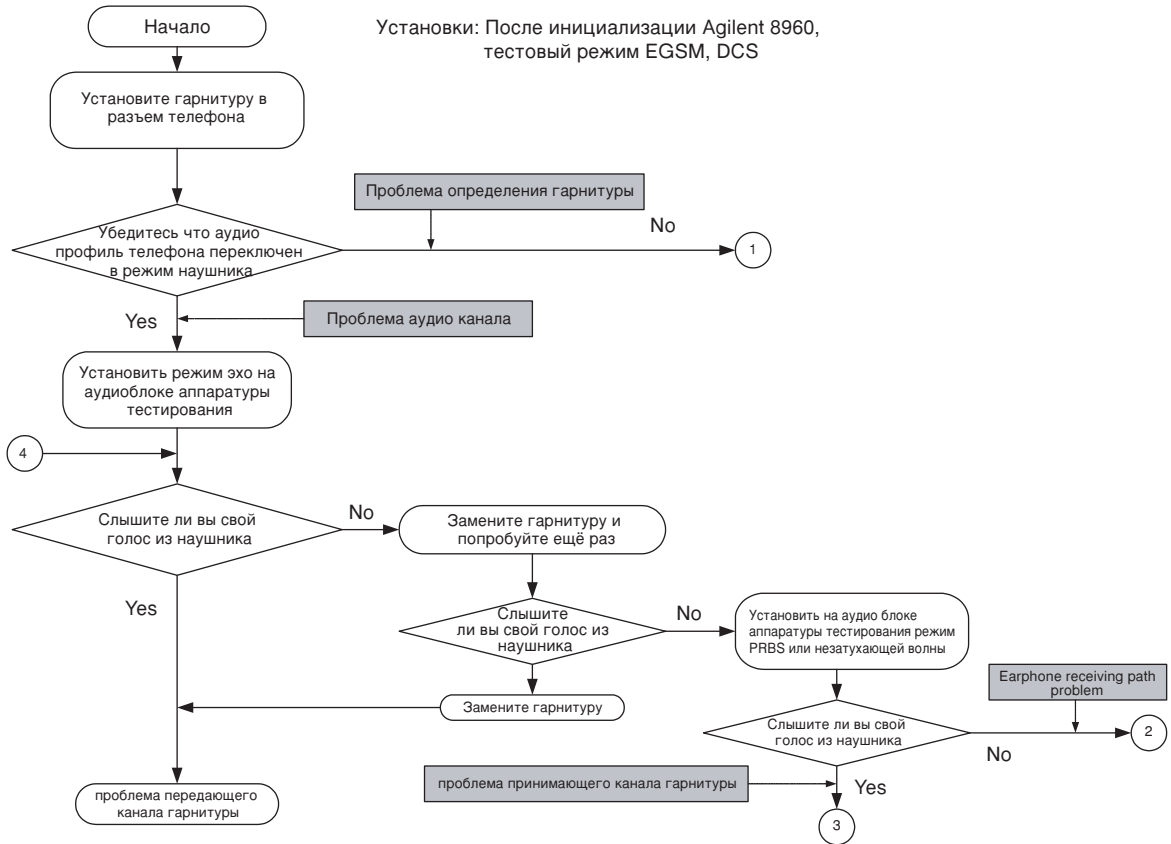 Начало
Установки: После инициализации Agilent 8960,
тестовый режим EGSM, DCS
Установите гарнитуру в
разъем телефона
Проблема определения гарнитуры
Убедитесь что аудио
профиль телефона переключен
в режим наушника
No
1
Yes
Проблема аудио канала
Установить режим эхо на
аудиоблоке аппаратуры
тестирования
4
Слышите ли вы свой
голос из наушника
No
Замените гарнитуру и
попробуйте ещё раз
Yes
Слышите
ли вы свой голос из
наушника
No
Установить на аудио блоке
аппаратуры тестирования режим
PRBS или незатухающей волны
Earphone receiving path
problem
Замените гарнитуру
Слышите ли вы свой
голос из наушника
No
2
проблема принимающего канала гарнитуры
Yes
проблема передающего
канала гарнитуры
3